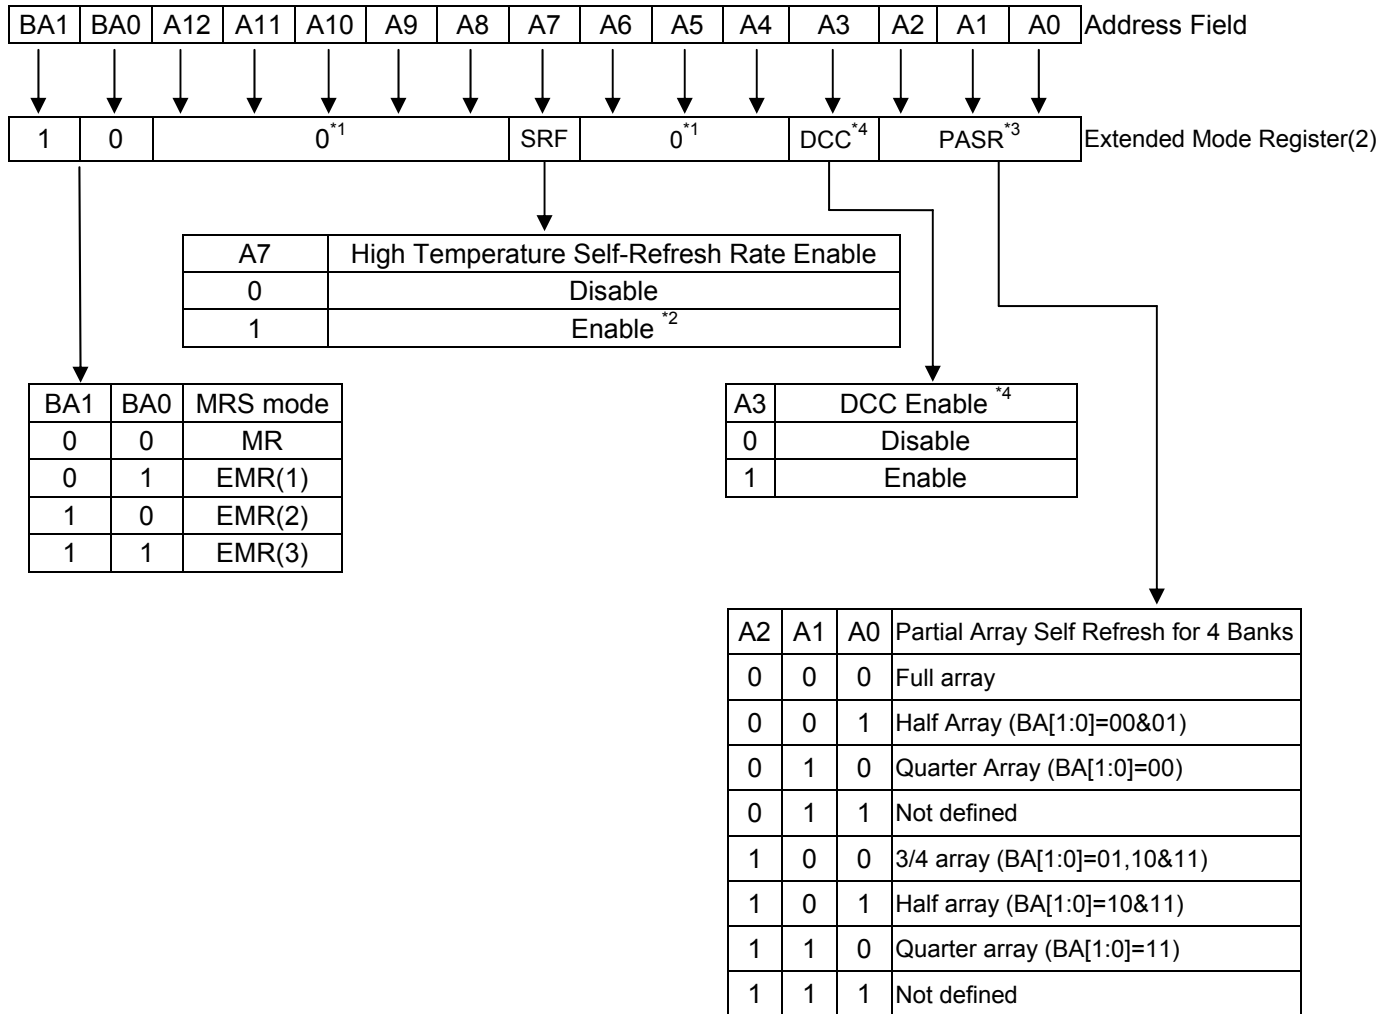 BA1 BA0 A12 A11 A10 A9 A8 A7 A6 A5 A4 A3 A2 A1 A0 Address Field
1 0 0*1 SRF 0*1 DCC*4 PASR*3 Extended Mode Register(2)
A7 High Temperature Self-Refresh Rate Enable
0 Disable
1 Enable *2
BA1 BA0 MRS mode
0 0 MR
0 1 EMR(1)
1 0 EMR(2)
1 1 EMR(3)
A3 DCC Enable *4
0 Disable
1 Enable
A2 A1 A0 Partial Array Self Refresh for 4 Banks
0 0 0 Full array
0 0 1 Half Array (BA[1:0]=00&01)
0 1 0 Quarter Array (BA[1:0]=00)
0 1 1 Not defined
1 0 0 3/4 array (BA[1:0]=01,10&11)
1 0 1 Half array (BA[1:0]=10&11)
1 1 0 Quarter array (BA[1:0]=11)
1 1 1 Not defined